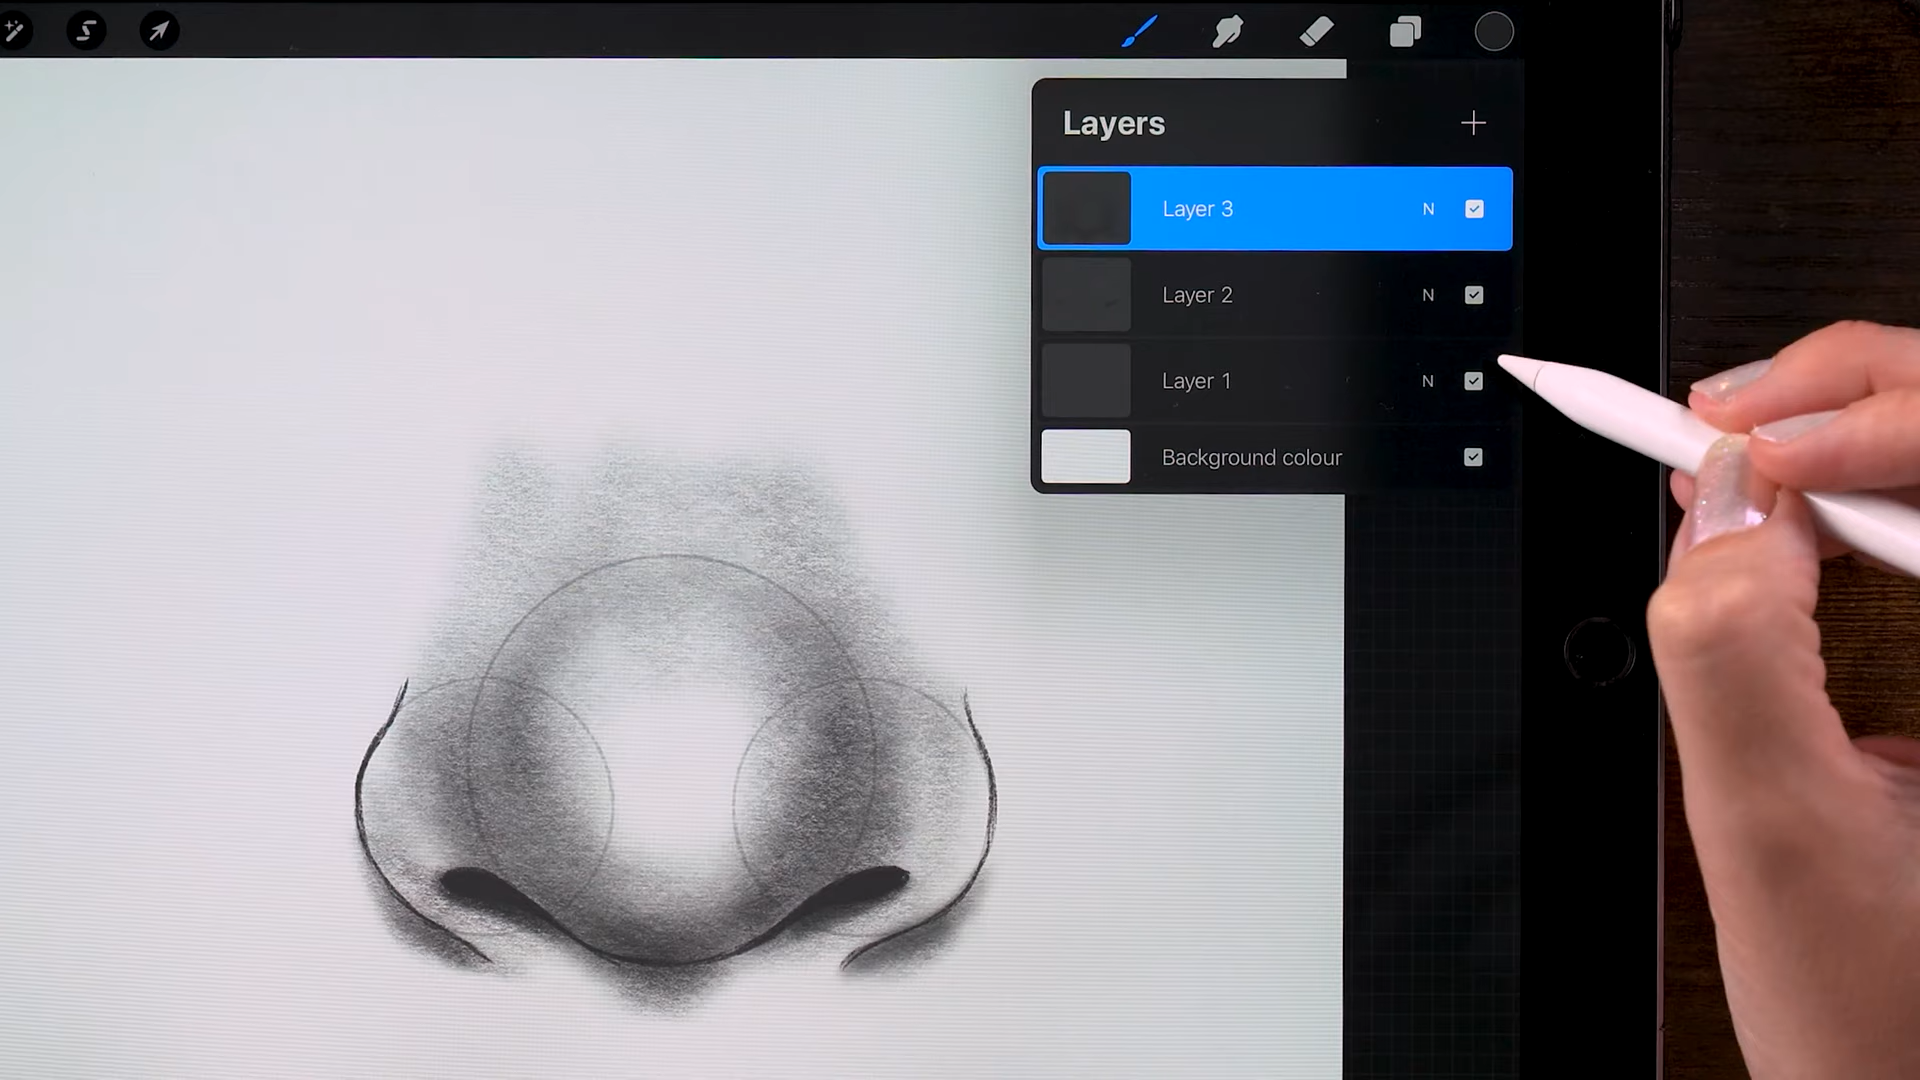 Layers
Layer 3 N
Layer 2 N
Layer 1 N
Background colour